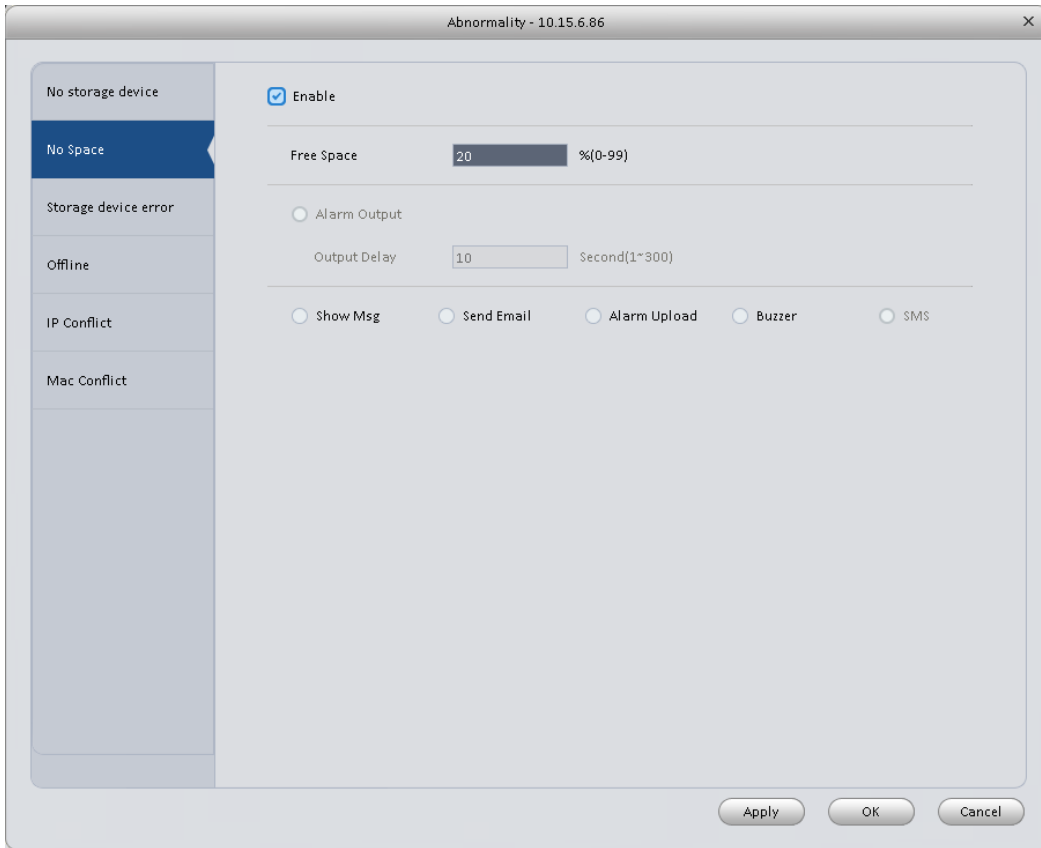 Abnormality - 10.15.6.86
No storage device
No Space
Storage device error
Offline
IP Conflict
Mac Conflict
Enable
Free Space 20 %(0-99)
Alarm Output
Output Delay 10 Second(1~300)
Show Msg Send Email Alarm Upload Buzzer SMS
Apply OK Cancel